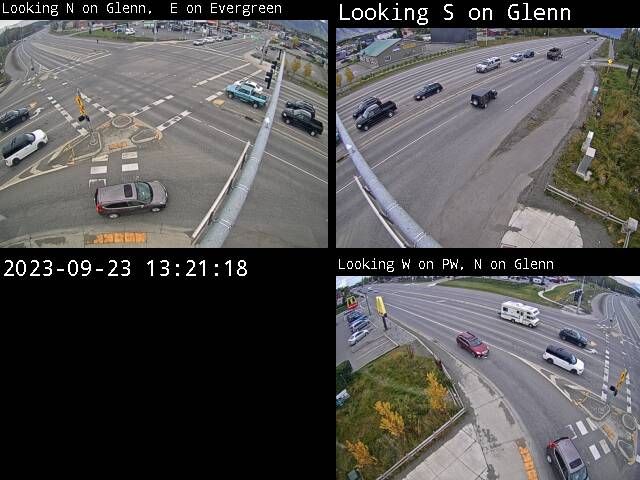 Looking N on Glenn,  E on Evergreen
Looking S on Glenn
2023-09-23 13:21:18
Looking W on PW, N on Glenn